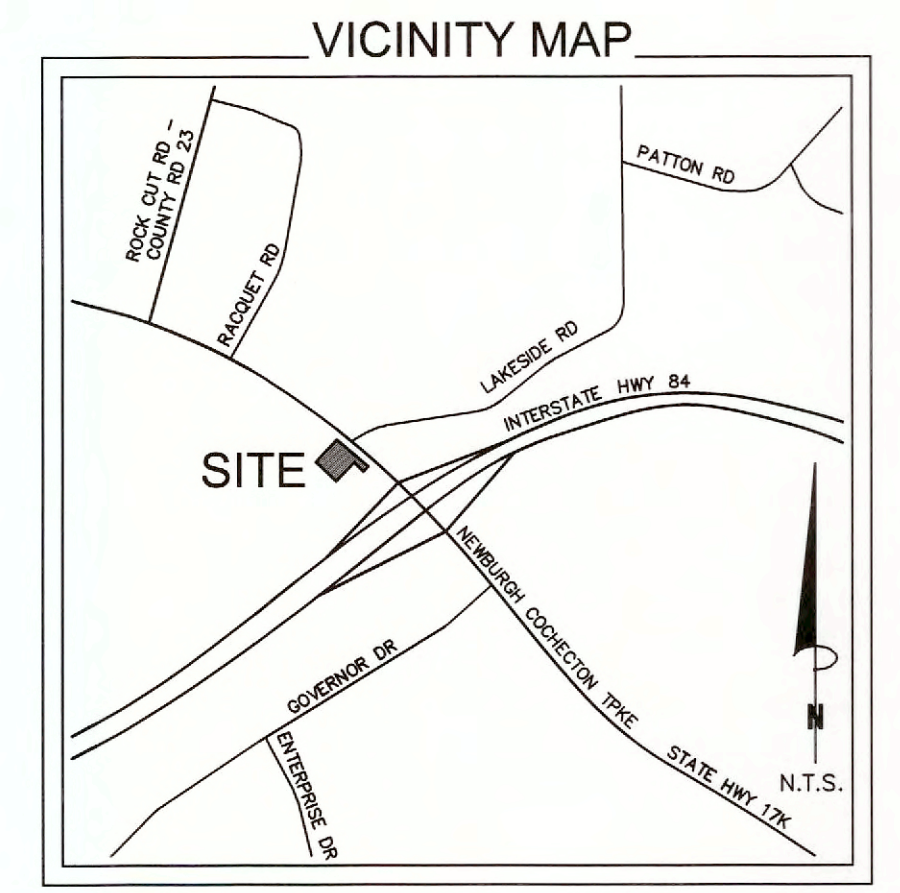 VICINITY MAP
ROCK CUT RD -
COUNTY RD 23
RACQUET RD
PATTON RD
LAKESIDE RD
INTERSTATE HWY 84
SITE
NEWBURGH COCHECTON TPKE
STATE HWY 17K
GOVERNOR DR
ENTERPRISE DR
N
N.T.S.